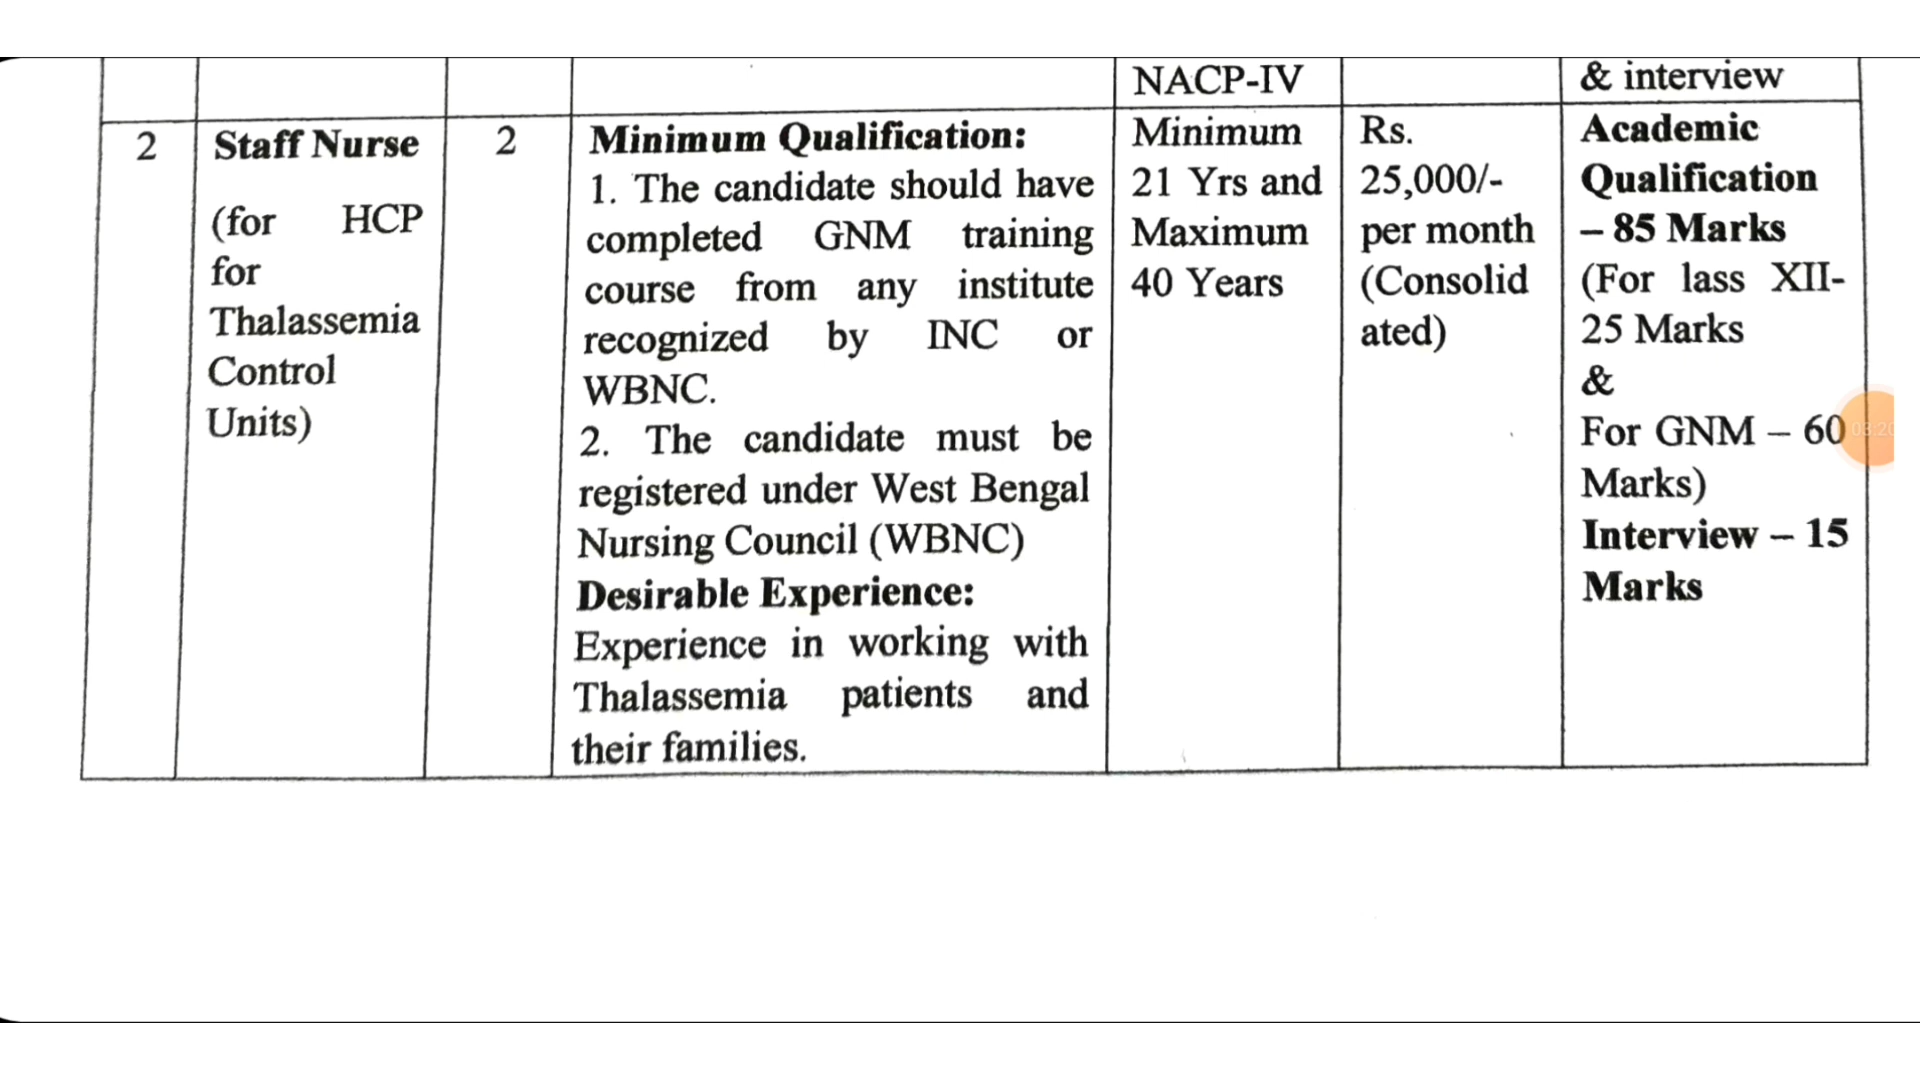 NACP-IV
& interview
2
Staff Nurse
(for HCP
for
Thalassemia
Control
Units)
2
Minimum Qualification:
1. The candidate should have
completed GNM training
course from any institute
recognized by INC or
WBNC.
2. The candidate must be
registered under West Bengal
Nursing Council (WBNC)
Desirable Experience:
Experience in working with
Thalassemia patients and
their families.
Minimum
21 Yrs and
Maximum
40 Years
Rs.
25,000/-
per month
(Consolid
ated)
Academic
Qualification
– 85 Marks
(For lass XII-
25 Marks
&
For GNM – 60
Marks)
Interview – 15
Marks
03:20